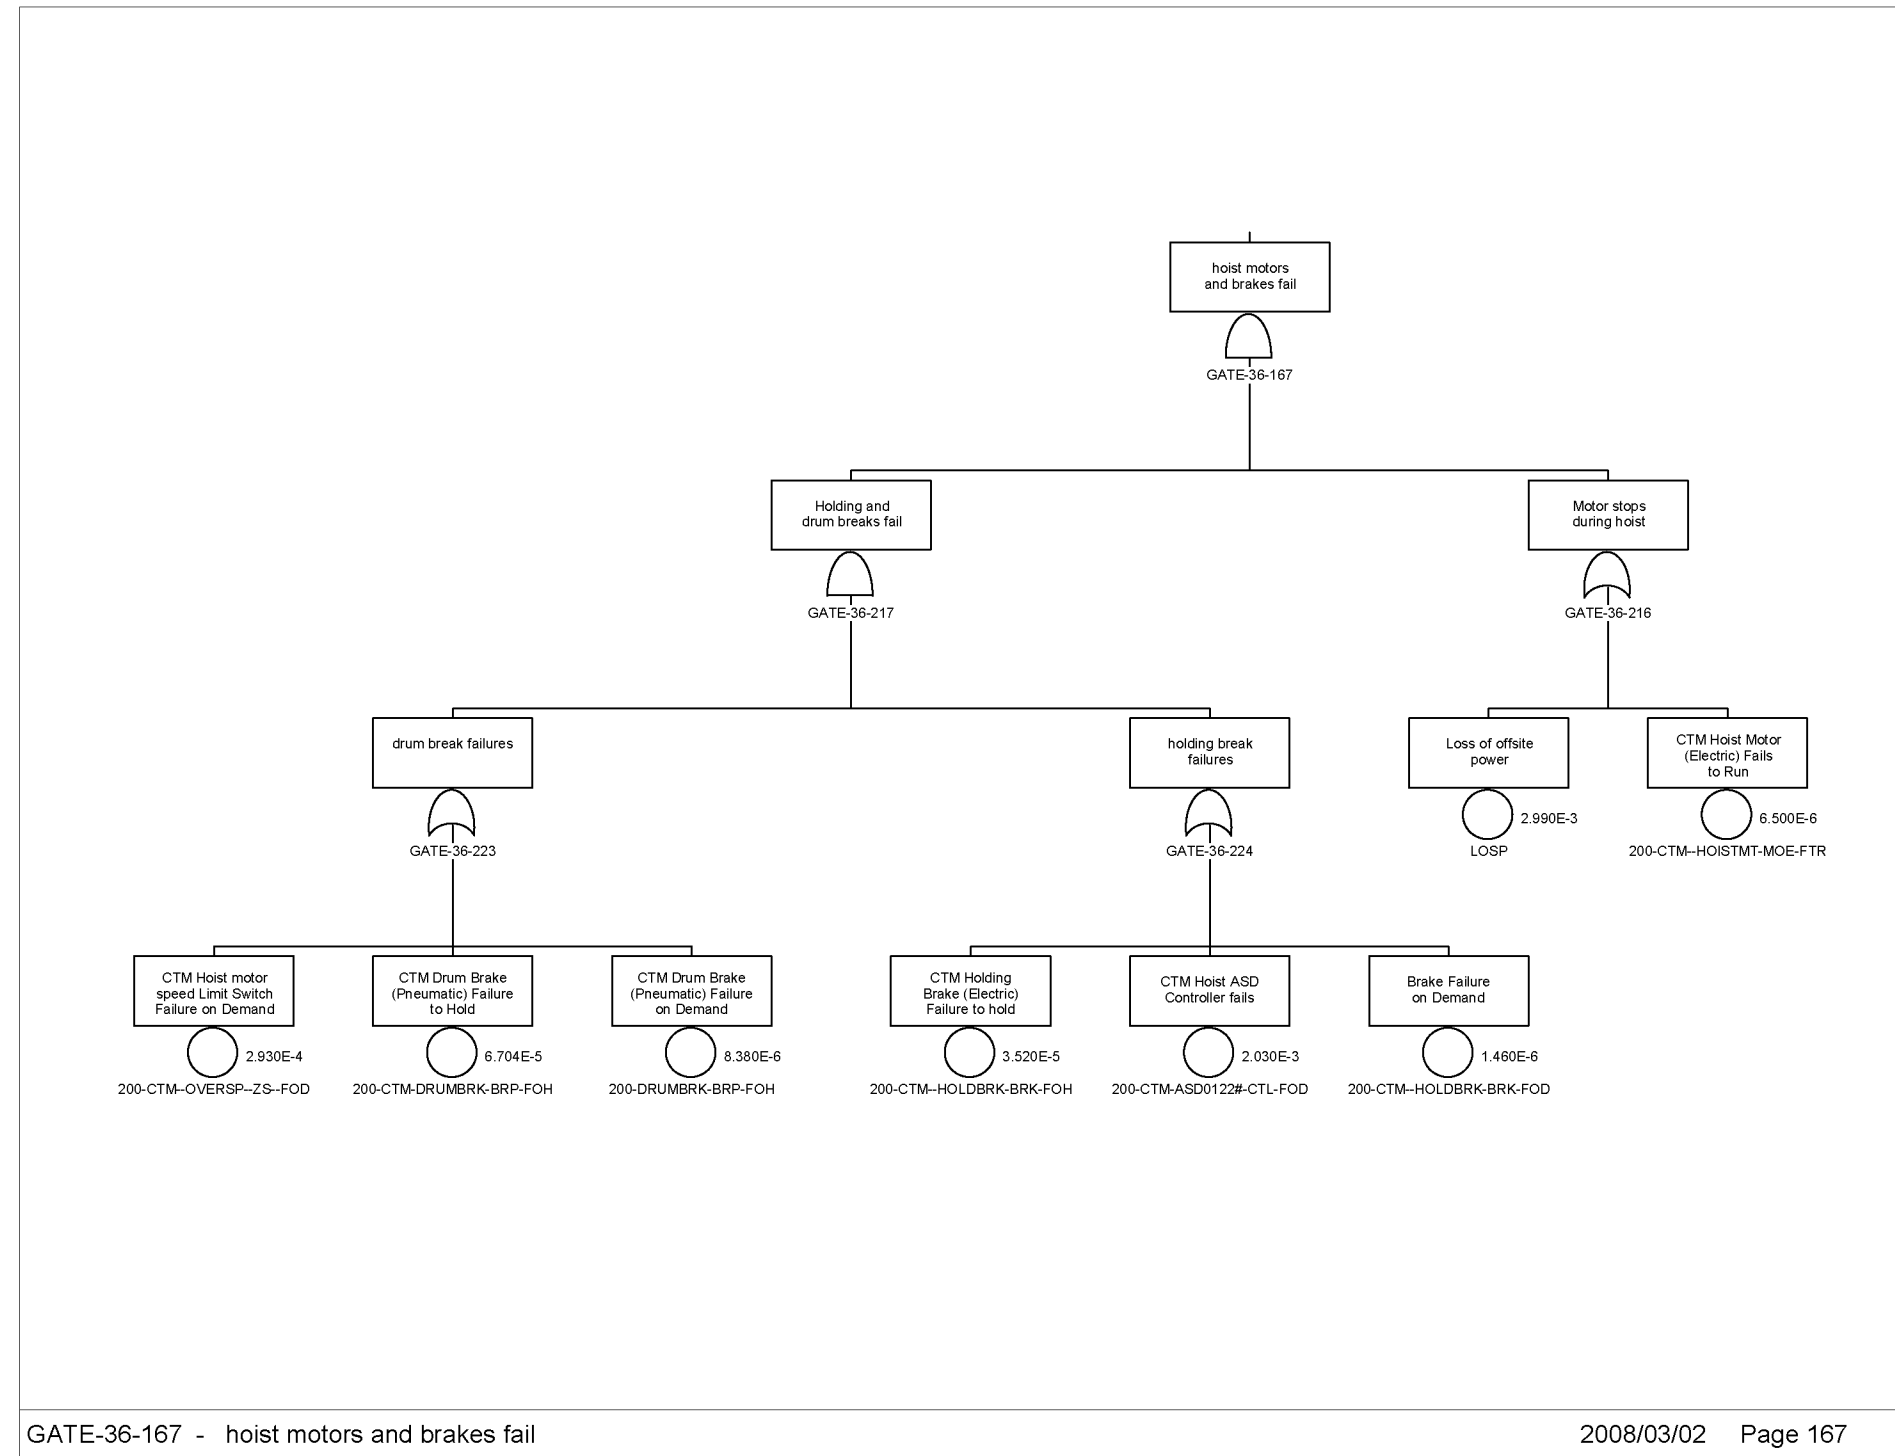 hoist motors
and brakes fail
GATE-36-167
Holding and
drum breaks fail
GATE-36-217
Motor stops
during hoist
GATE-36-216
drum break failures
GATE-36-223
holding break
failures
GATE-36-224
Loss of offsite
power
2.990E-3
LOSP
CTM Hoist Motor
(Electric) Fails
to Run
6.500E-6
200-CTM--HOISTMT-MOE-FTR
CTM Hoist motor
speed Limit Switch
Failure on Demand
2.930E-4
200-CTM--OVERSP--ZS--FOD
CTM Drum Brake
(Pneumatic) Failure
to Hold
6.704E-5
200-CTM-DRUMBRK-BRP-FOH
CTM Drum Brake
(Pneumatic) Failure
on Demand
8.380E-6
200-DRUMBRK-BRP-FOH
CTM Holding
Brake (Electric)
Failure to hold
3.520E-5
200-CTM--HOLDBRK-BRK-FOH
CTM Hoist ASD
Controller fails
2.030E-3
200-CTM-ASD0122#-CTL-FOD
Brake Failure
on Demand
1.460E-6
200-CTM--HOLDBRK-BRK-FOD
GATE-36-167 - hoist motors and brakes fail
2008/03/02 Page 167